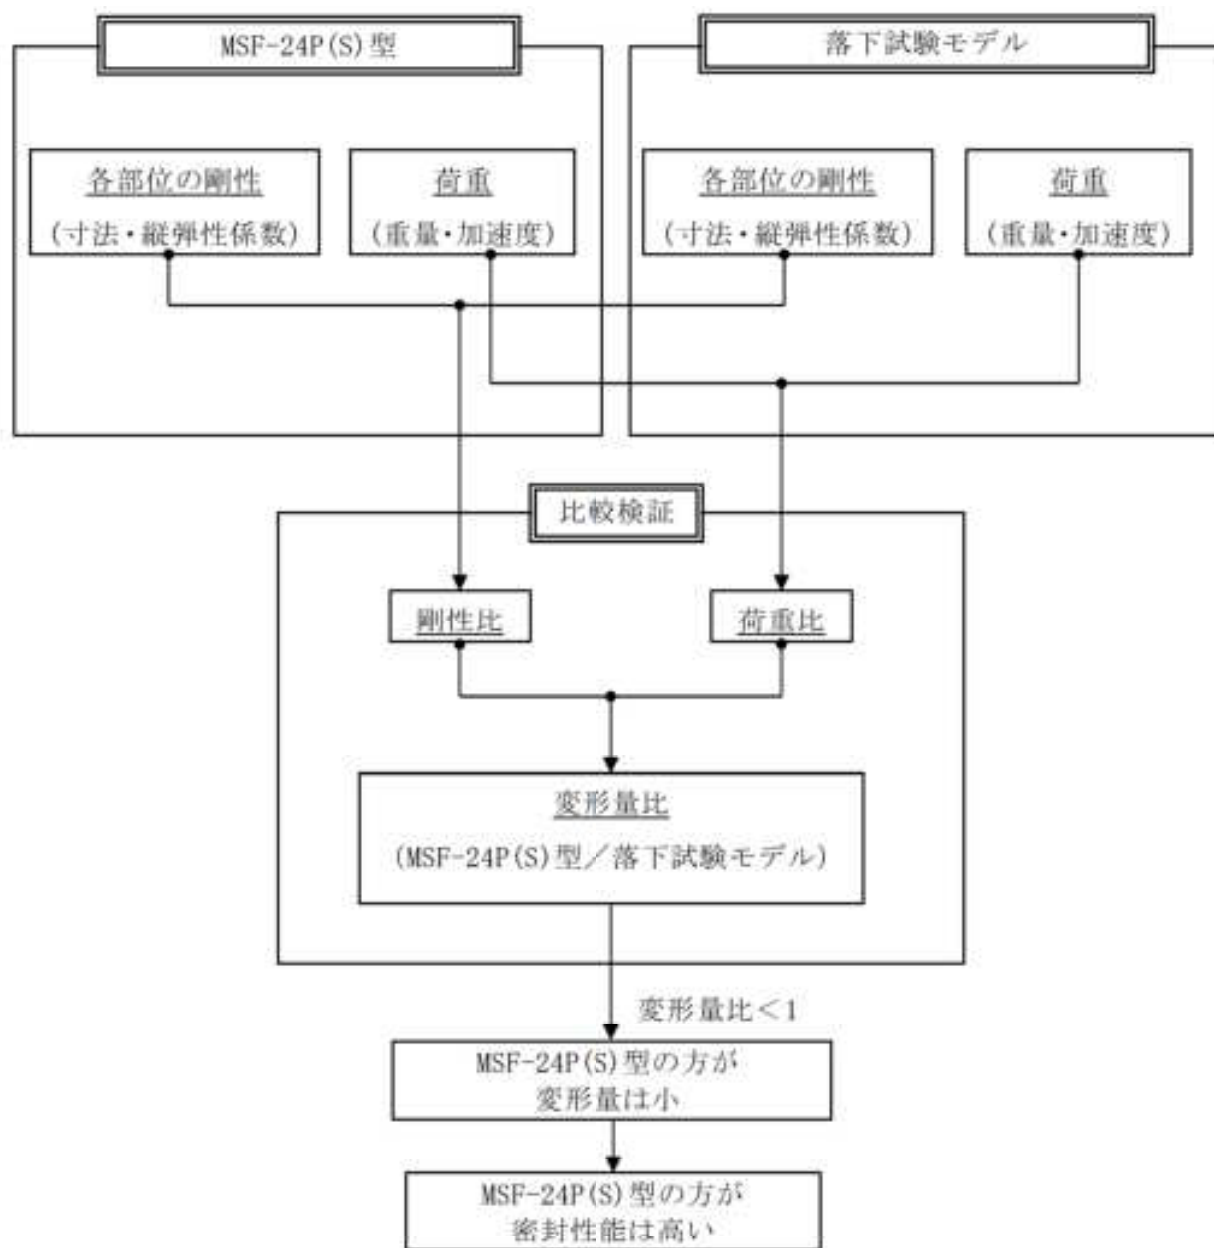 MSF-24P(S)型
落下試験モデル
各部位の剛性
(寸法・縦弾性係数)
荷重
(重量・加速度)
各部位の剛性
(寸法・縦弾性係数)
荷重
(重量・加速度)
比較検証
剛性比
荷重比
変形量比
(MSF-24P(S)型／落下試験モデル)
変形量比＜1
MSF-24P(S)型の方が
変形量は小
MSF-24P(S)型の方が
密封性能は高い